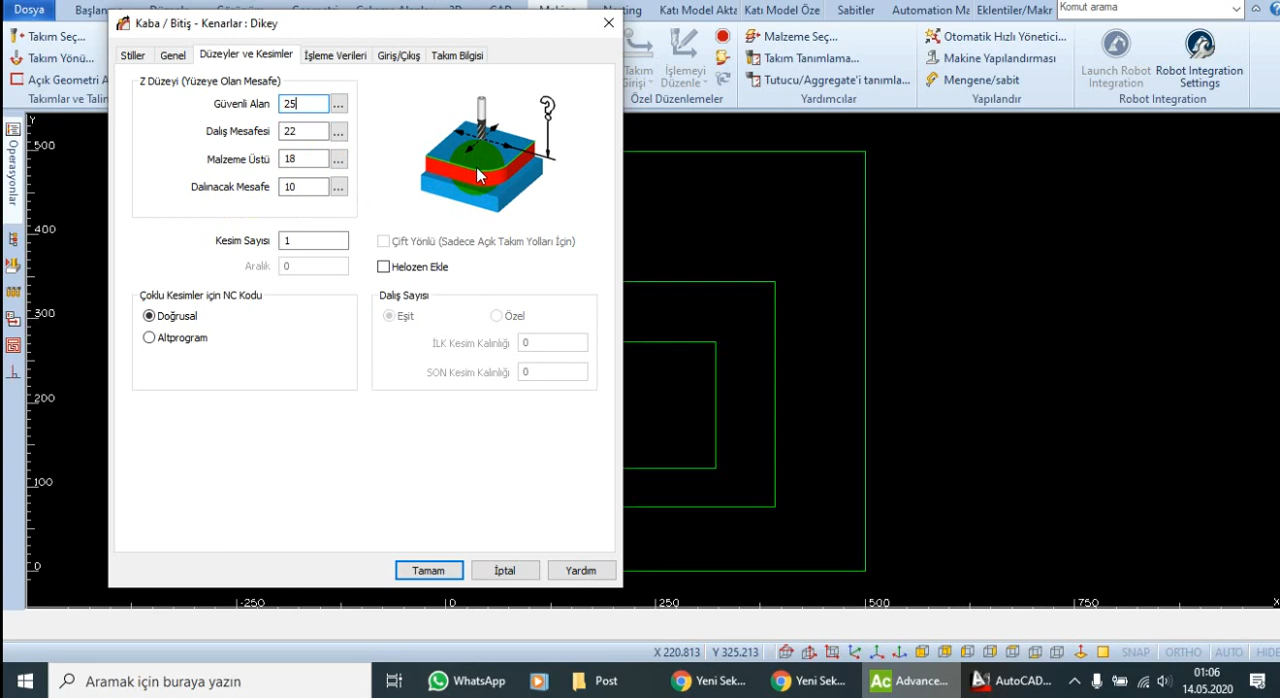 Dosya
Kaba / Bitiş - Kenarlar : Dikey
Katı Model Akta
Katı Model Öze
Sabitler
Automation Ma
Eklentiler/Makr
Komut arama
Takım Seç...
Takım Yönü...
Açık Geometri A
Takımlar ve Talin
Stiller
Genel
Düzeyler ve Kesimler
İşleme Verileri
Giriş/Çıkış
Takım Bilgisi
Z Düzeyi (Yüzeye Olan Mesafe)
Güvenli Alan 25
Dalış Mesafesi 22
Malzeme Üstü 18
Dalınacak Mesafe 10
Kesim Sayısı 1
Aralık 0
Çift Yönlü (Sadece Açık Takım Yolları İçin)
Helozen Ekle
Çoklu Kesimler için NC Kodu
Doğrusal
Altprogram
Dalış Sayısı
Eşit
Özel
İLK Kesim Kalınlığı 0
SON Kesim Kalınlığı 0
Tamam
İptal
Yardım
Takım Girişi
İşlemeyi Düzenle
Özel Düzenlemeler
Malzeme Seç...
Takım Tanımlama...
Tutucu/Aggregate'i tanımla...
Yardımcılar
Otomatik Hızlı Yönetici...
Makine Yapılandırması
Mengene/sabit
Yapılandır
Launch Robot Integration
Robot Integration Settings
Robot Integration
Operasyonlar
Y
500
400
300
200
100
0
-250
0
250
500
750
X
X 220.813
Y 325.213
SNAP
ORTHO
AUTO
HIDE
Aramak için buraya yazın
WhatsApp
Post
Yeni Sek...
Yeni Sek...
Advance...
AutoCAD...
01:06
14.05.2020